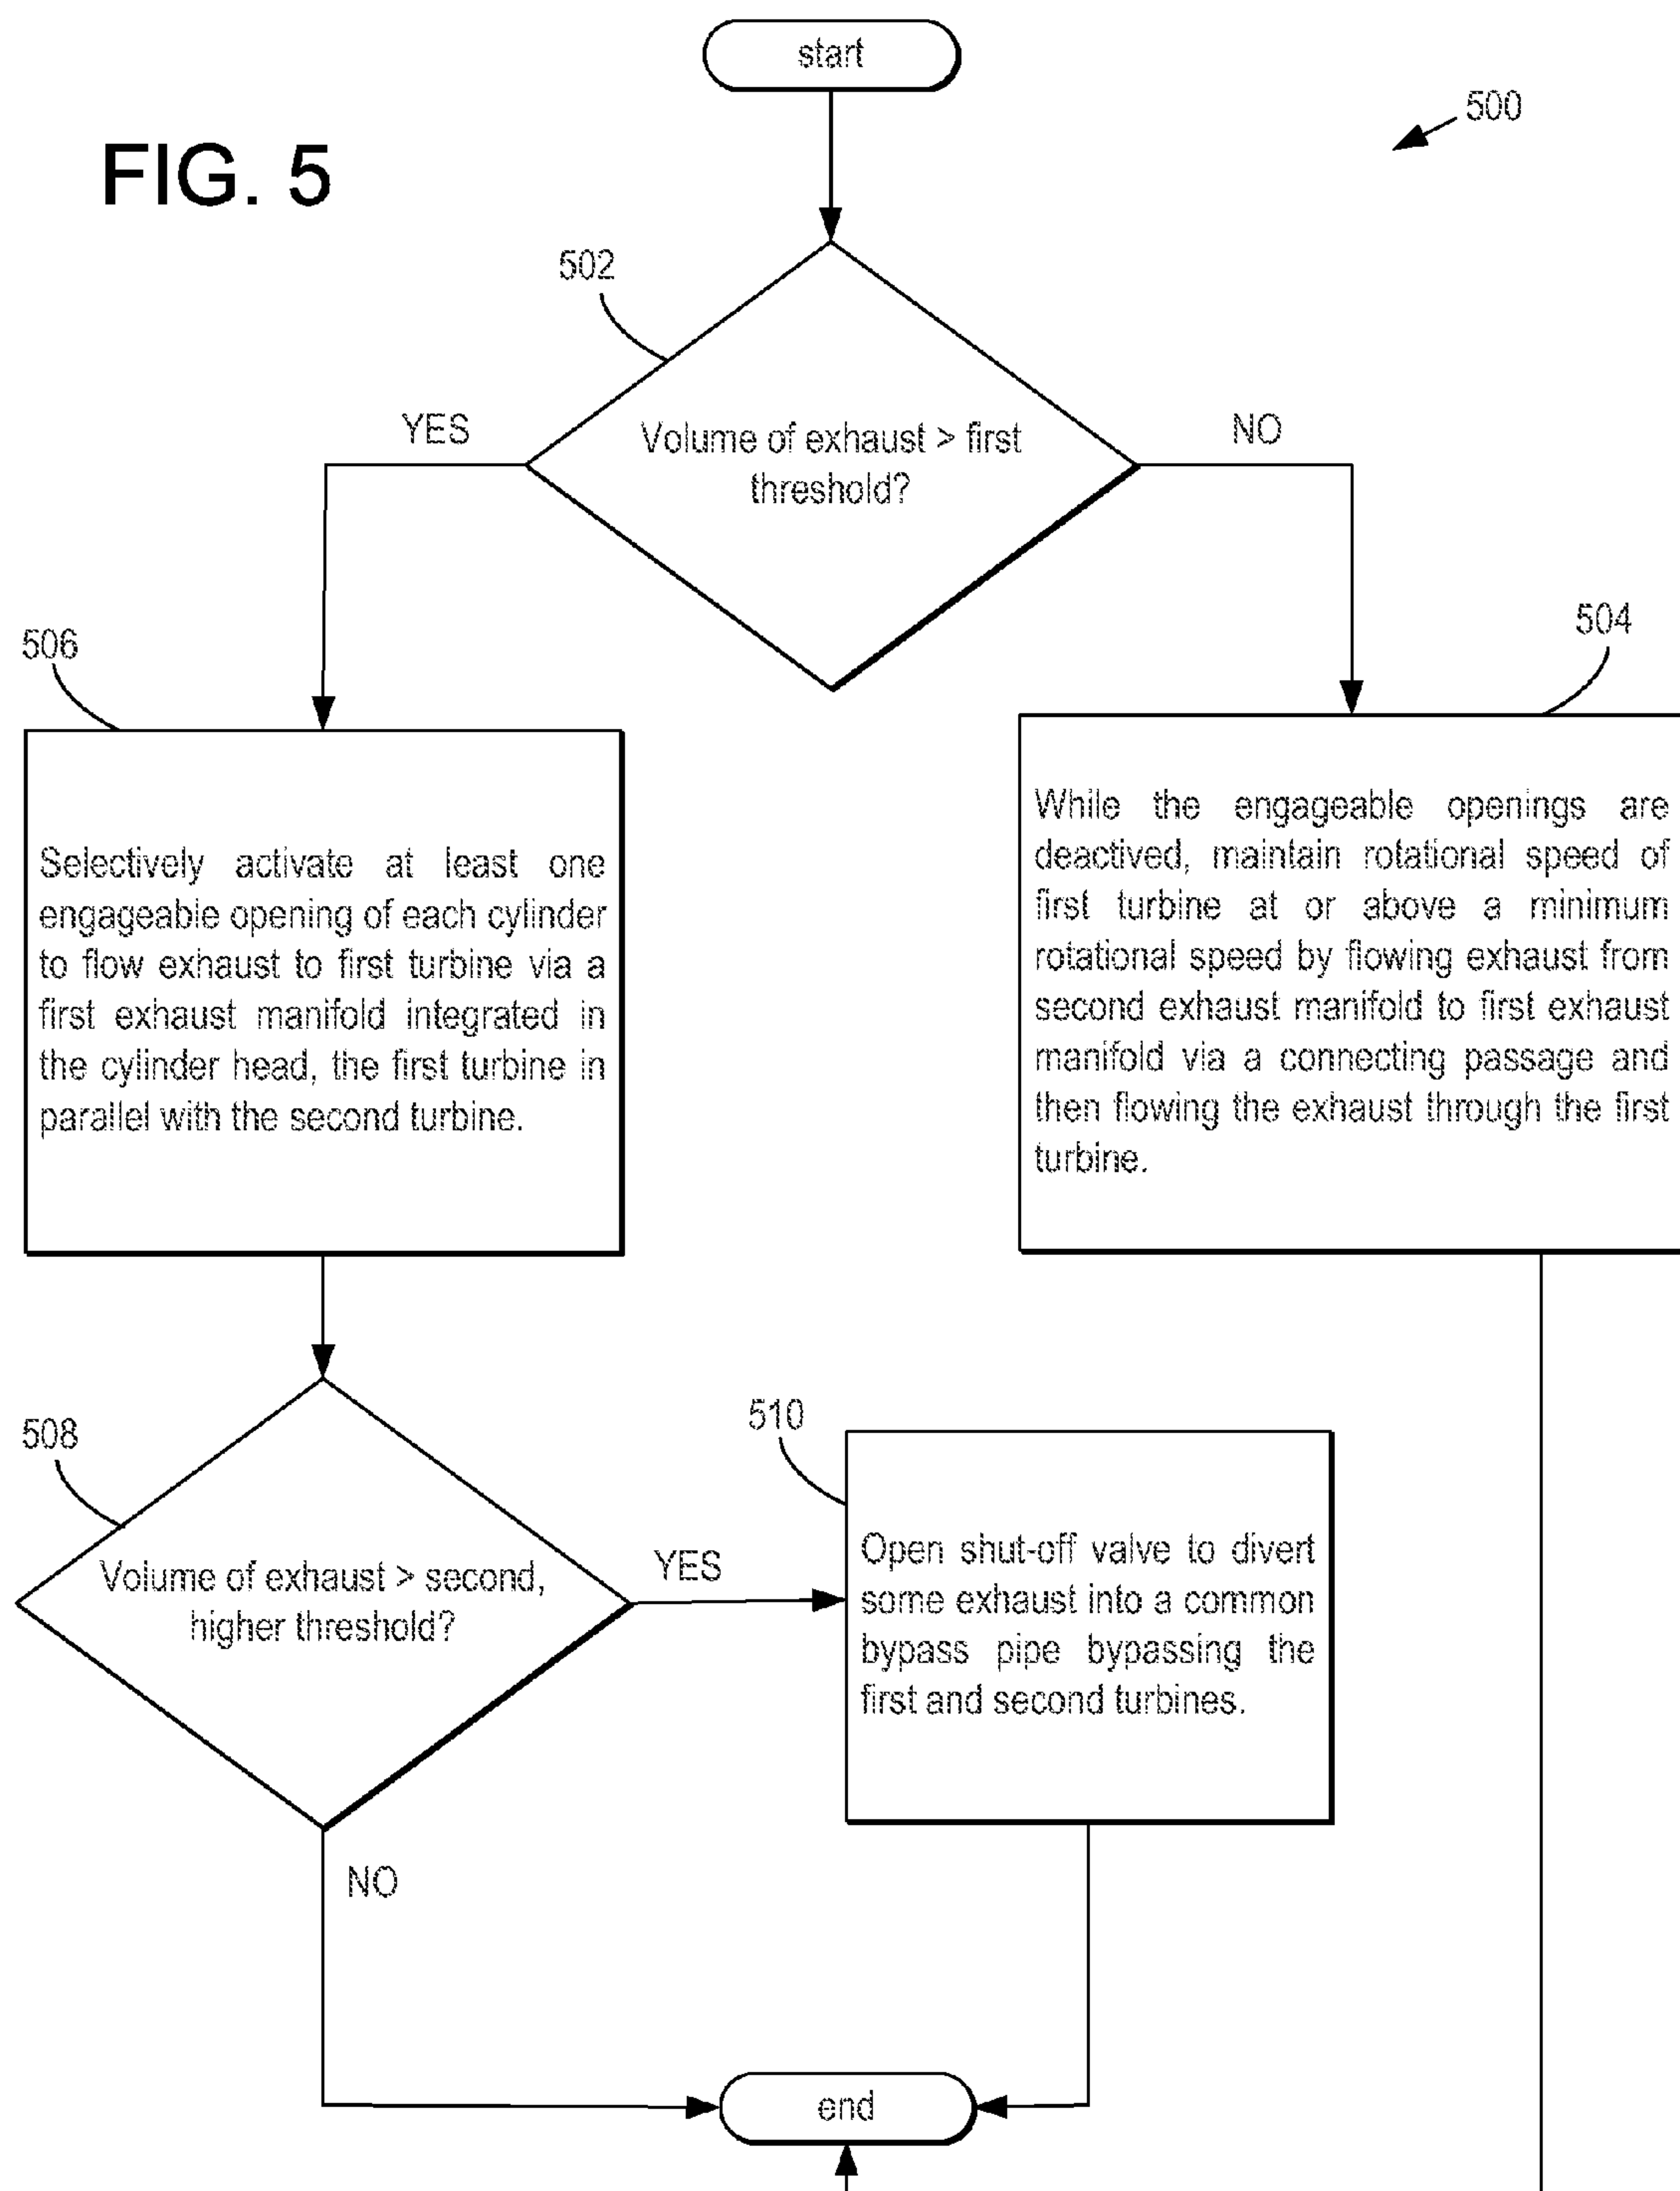 start
500
FIG. 5
502
YES
NO
Volume of exhaust > first
threshold?
506
504
Selectively activate at least one
engageable opening of each cylinder
to flow exhaust to first turbine via a
first exhaust manifold integrated in
the cylinder head, the first turbine in
parallel with the second turbine.
While the engageable openings are
deactived, maintain rotational speed of
first turbine at or above a minimum
rotational speed by flowing exhaust from
second exhaust manifold to first exhaust
manifold via a connecting passage and
then flowing the exhaust through the first
turbine.
508
510
Volume of exhaust > second,
higher threshold?
YES
Open shut-off valve to divert
some exhaust into a common
bypass pipe bypassing the
first and second turbines.
NO
end